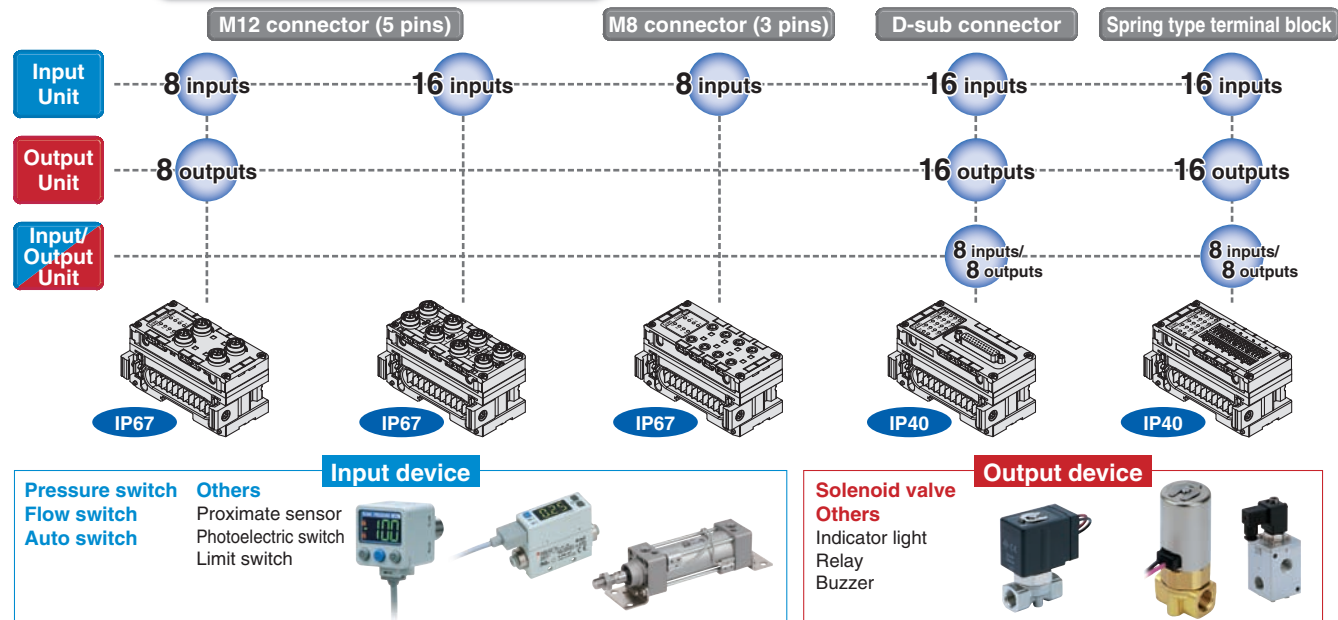 M12 connector (5 pins)
M8 connector (3 pins)
D-sub connector
Spring type terminal block
Input
Unit
8 inputs
16 inputs
8 inputs
16 inputs
16 inputs
Output
Unit
8 outputs
16 outputs
16 outputs
Input/
Output
Unit
8 inputs/
8 outputs
8 inputs/
8 outputs
IP67
IP67
IP67
IP40
IP40
Input device
Pressure switch
Flow switch
Auto switch
Others
Proximate sensor
Photoelectric switch
Limit switch
100
0.25
Output device
Solenoid valve
Others
Indicator light
Relay
Buzzer